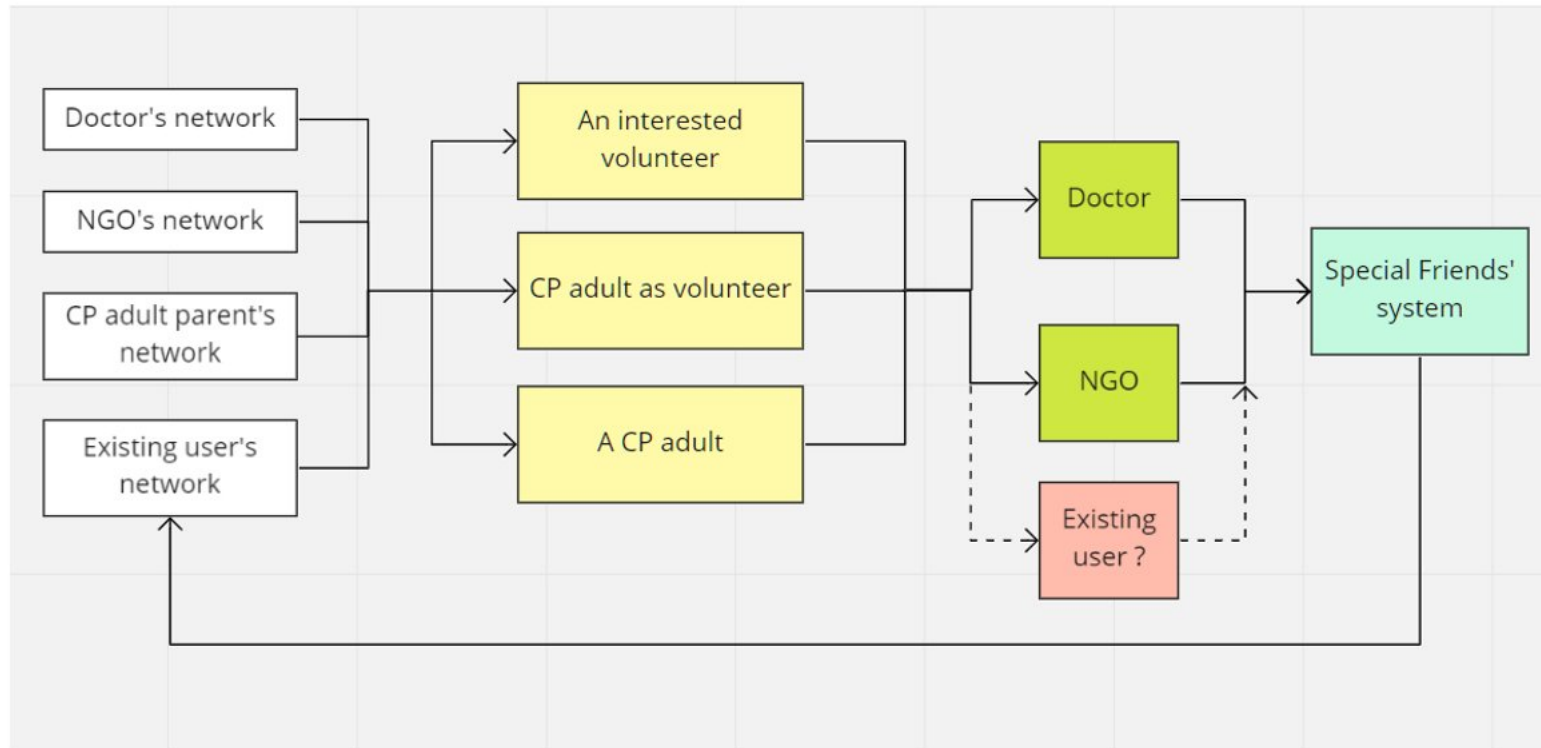 Doctor's network
NGO's network
CP adult parent's
network
Existing user's
network
An interested
volunteer
CP adult as volunteer
A CP adult
Doctor
NGO
Existing
user ?
Special Friends'
system